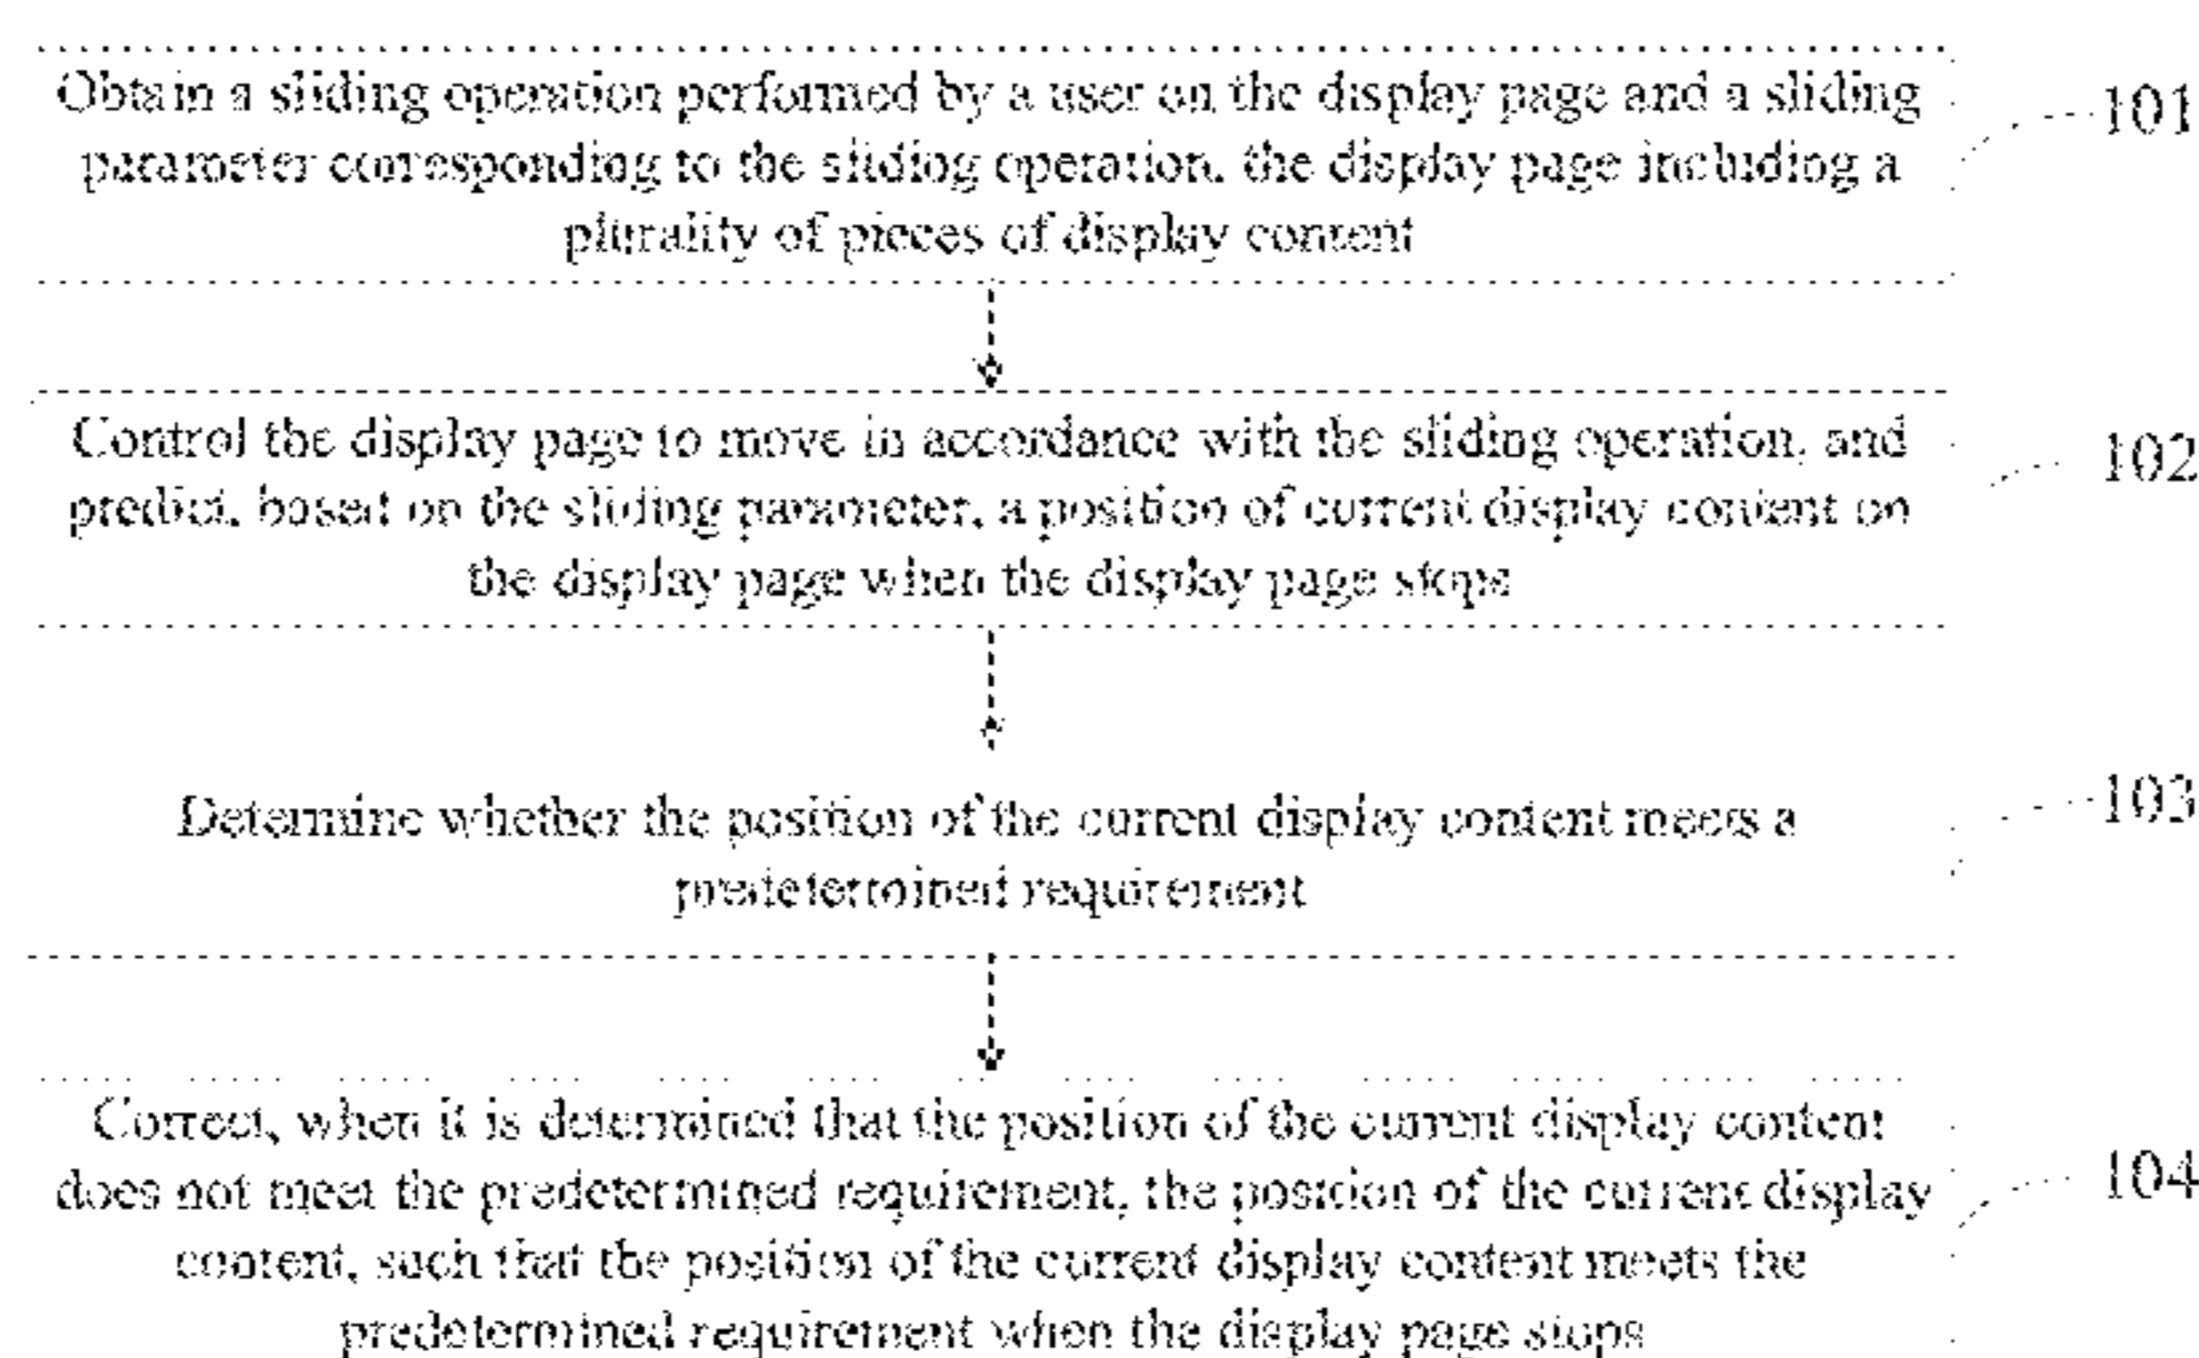 Obtain a sliding operation performed by a user on the display page and a sliding
parameter corresponding to the sliding operation, the display page including a
plurality of pieces of display content
101
Control the display page to move in accordance with the sliding operation, and
predict, based on the sliding parameter, a position of current display content on
the display page when the display page stops
102
Determine whether the position of the current display content meets a
predetermined requirement
103
Correct, when it is determined that the position of the current display content
does not meet the predetermined requirement, the position of the current display
content, such that the position of the current display content meets the
predetermined requirement when the display page stops
104